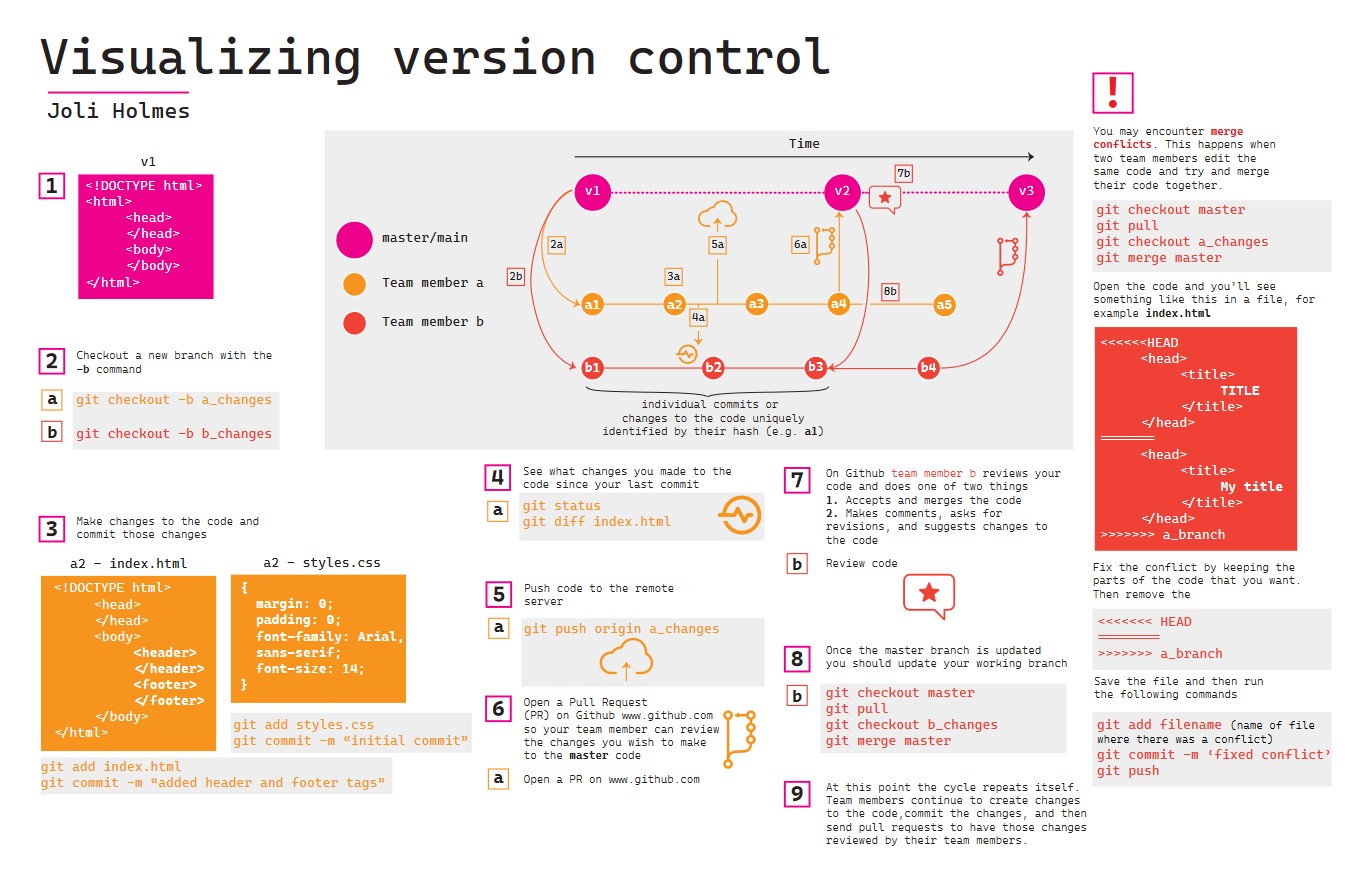 Visualizing version control
Joli Holmes
1
v1
<!DOCTYPE html>
<html>
<head>
</head>
<body>
</body>
</html>
2
Checkout a new branch with the
-b command
a
git checkout -b a_changes
b
git checkout -b b_changes
3
Make changes to the code and
commit those changes
a2 - index.html
<!DOCTYPE html>
<head>
</head>
<body>
<header>
</header>
<footer>
</footer>
</body>
</html>
git add index.html
git commit -m “added header and footer tags”
a2 - styles.css
{
margin: 0;
padding: 0;
font-family: Arial,
sans-serif;
font-size: 14;
}
git add styles.css
git commit -m “initial commit”
master/main
Team member a
Team member b
Time
v1
v2
7b
v3
2a
5a
6a
2b
3a
8b
a1
a2
a3
a4
a5
4a
b1
b2
b3
b4
individual commits or
changes to the code uniquely
identified by their hash (e.g. a1)
4
See what changes you made to the
code since your last commit
a
git status
git diff index.html
5
Push code to the remote
server
a
git push origin a_changes
6
Open a Pull Request
(PR) on Github www.github.com
so your team member can review
the changes you wish to make
to the master code
a
Open a PR on www.github.com
7
On Github team member b reviews your
code and does one of two things
1. Accepts and merges the code
2. Makes comments, asks for
revisions, and suggests changes to
the code
b
Review code
8
Once the master branch is updated
you should update your working branch
b
git checkout master
git pull
git checkout b_changes
git merge master
9
At this point the cycle repeats itself.
Team members continue to create changes
to the code,commit the changes, and then
send pull requests to have those changes
reviewed by their team members.
!
You may encounter merge
conflicts. This happens when
two team members edit the
same code and try and merge
their code together.
git checkout master
git pull
git checkout a_changes
git merge master
Open the code and you’ll see
something like this in a file, for
example index.html
<<<<<<HEAD
<head>
<title>
TITLE
</title>
</head>
=======
<head>
<title>
My title
</title>
</head>
>>>>>>> a_branch
Fix the conflict by keeping the
parts of the code that you want.
Then remove the
<<<<<<< HEAD
========
>>>>>>> a_branch
Save the file and then run
the following commands
git add filename (name of file
where there was a conflict)
git commit -m ‘fixed conflict’
git push